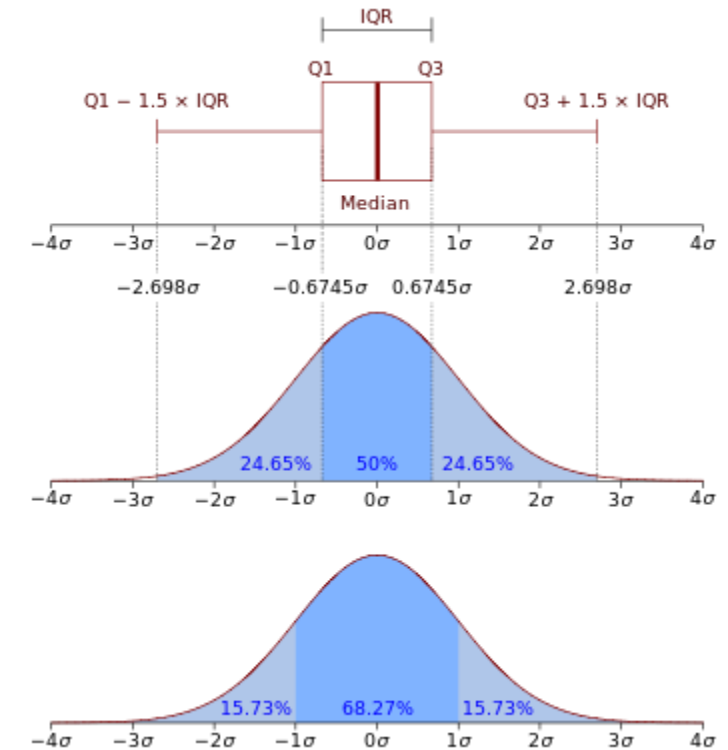 IQR
Q1 Q3
Q1 − 1.5 × IQR Q3 + 1.5 × IQR
Median
−4σ −3σ −2σ −1σ 0σ 1σ 2σ 3σ 4σ
−2.698σ −0.6745σ 0.6745σ 2.698σ
24.65% 50% 24.65%
−4σ −3σ −2σ −1σ 0σ 1σ 2σ 3σ 4σ
15.73% 68.27% 15.73%
−4σ −3σ −2σ −1σ 0σ 1σ 2σ 3σ 4σ